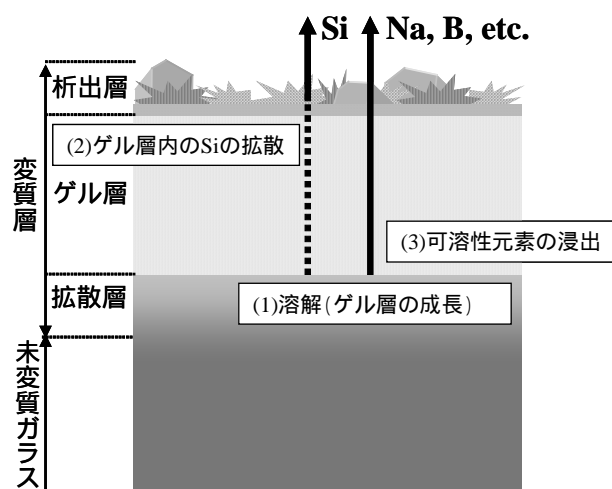 Si
Na, B, etc.
析出層
(2)ゲル層内のSiの拡散
変質層
ゲル層
(3)可溶性元素の浸出
拡散層
(1)溶解(ゲル層の成長)
未変質ガラス